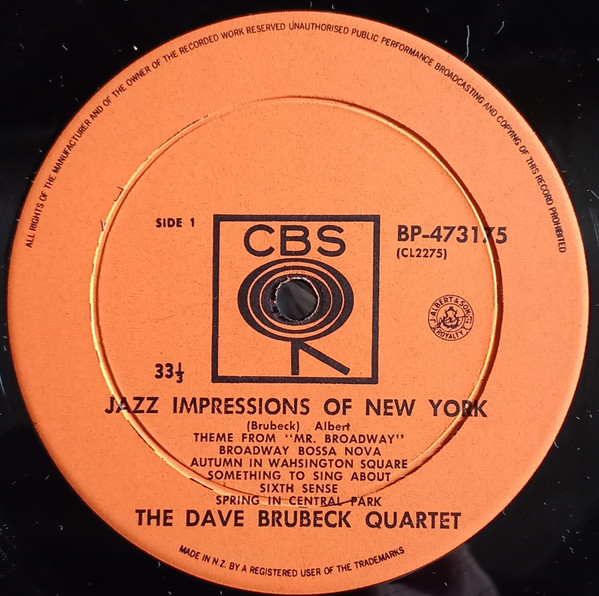 ALL RIGHTS OF THE MANUFACTURER AND OF THE OWNER OF THE RECORDED WORK RESERVED UNAUTHORISED PUBLIC PERFORMANCE BROADCASTING AND COPYING OF THIS RECORD PROHIBITED
SIDE 1
CBS
BP-473175
(CL2275)
J. ALBERT & SON
ROYALTY
33⅓
JAZZ IMPRESSIONS OF NEW YORK
(Brubeck) Albert
THEME FROM "MR. BROADWAY"
BROADWAY BOSSA NOVA
AUTUMN IN WAHSINGTON SQUARE
SOMETHING TO SING ABOUT
SIXTH SENSE
SPRING IN CENTRAL PARK
THE DAVE BRUBECK QUARTET
MADE IN N.Z. BY A REGISTERED USER OF THE TRADEMARKS